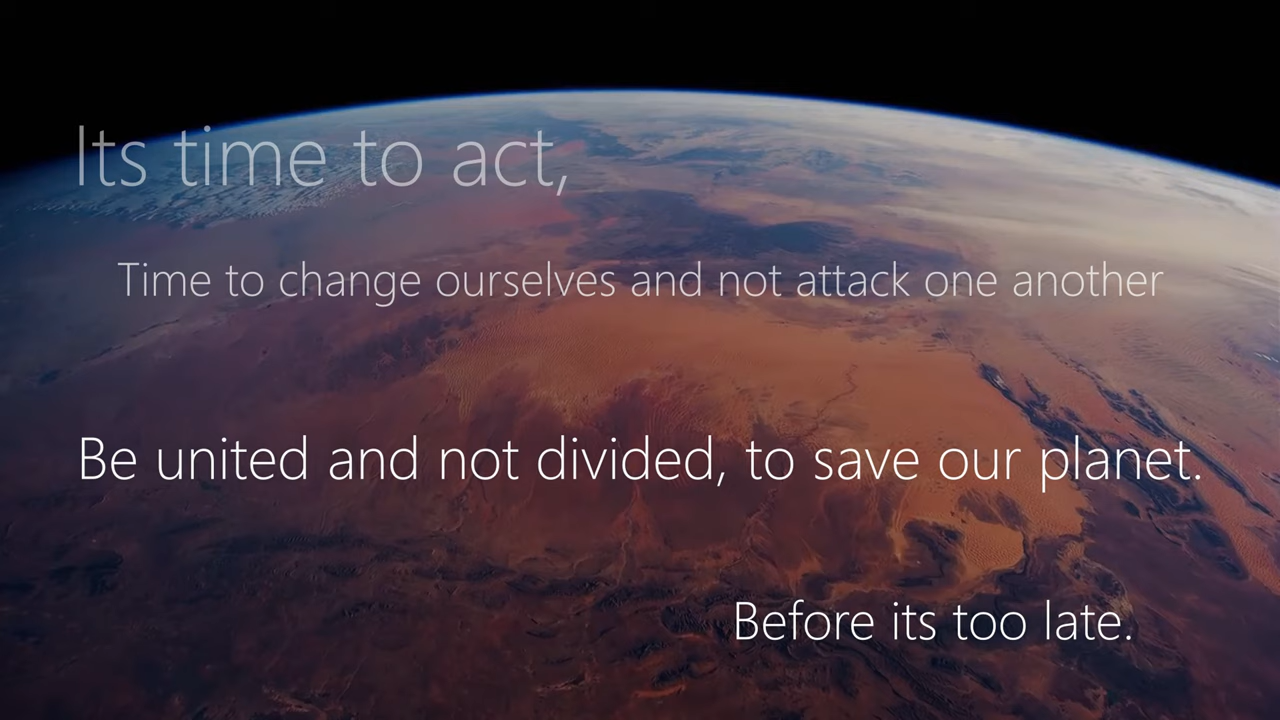 Its time to act,
Time to change ourselves and not attack one another
Be united and not divided, to save our planet.
Before its too late.